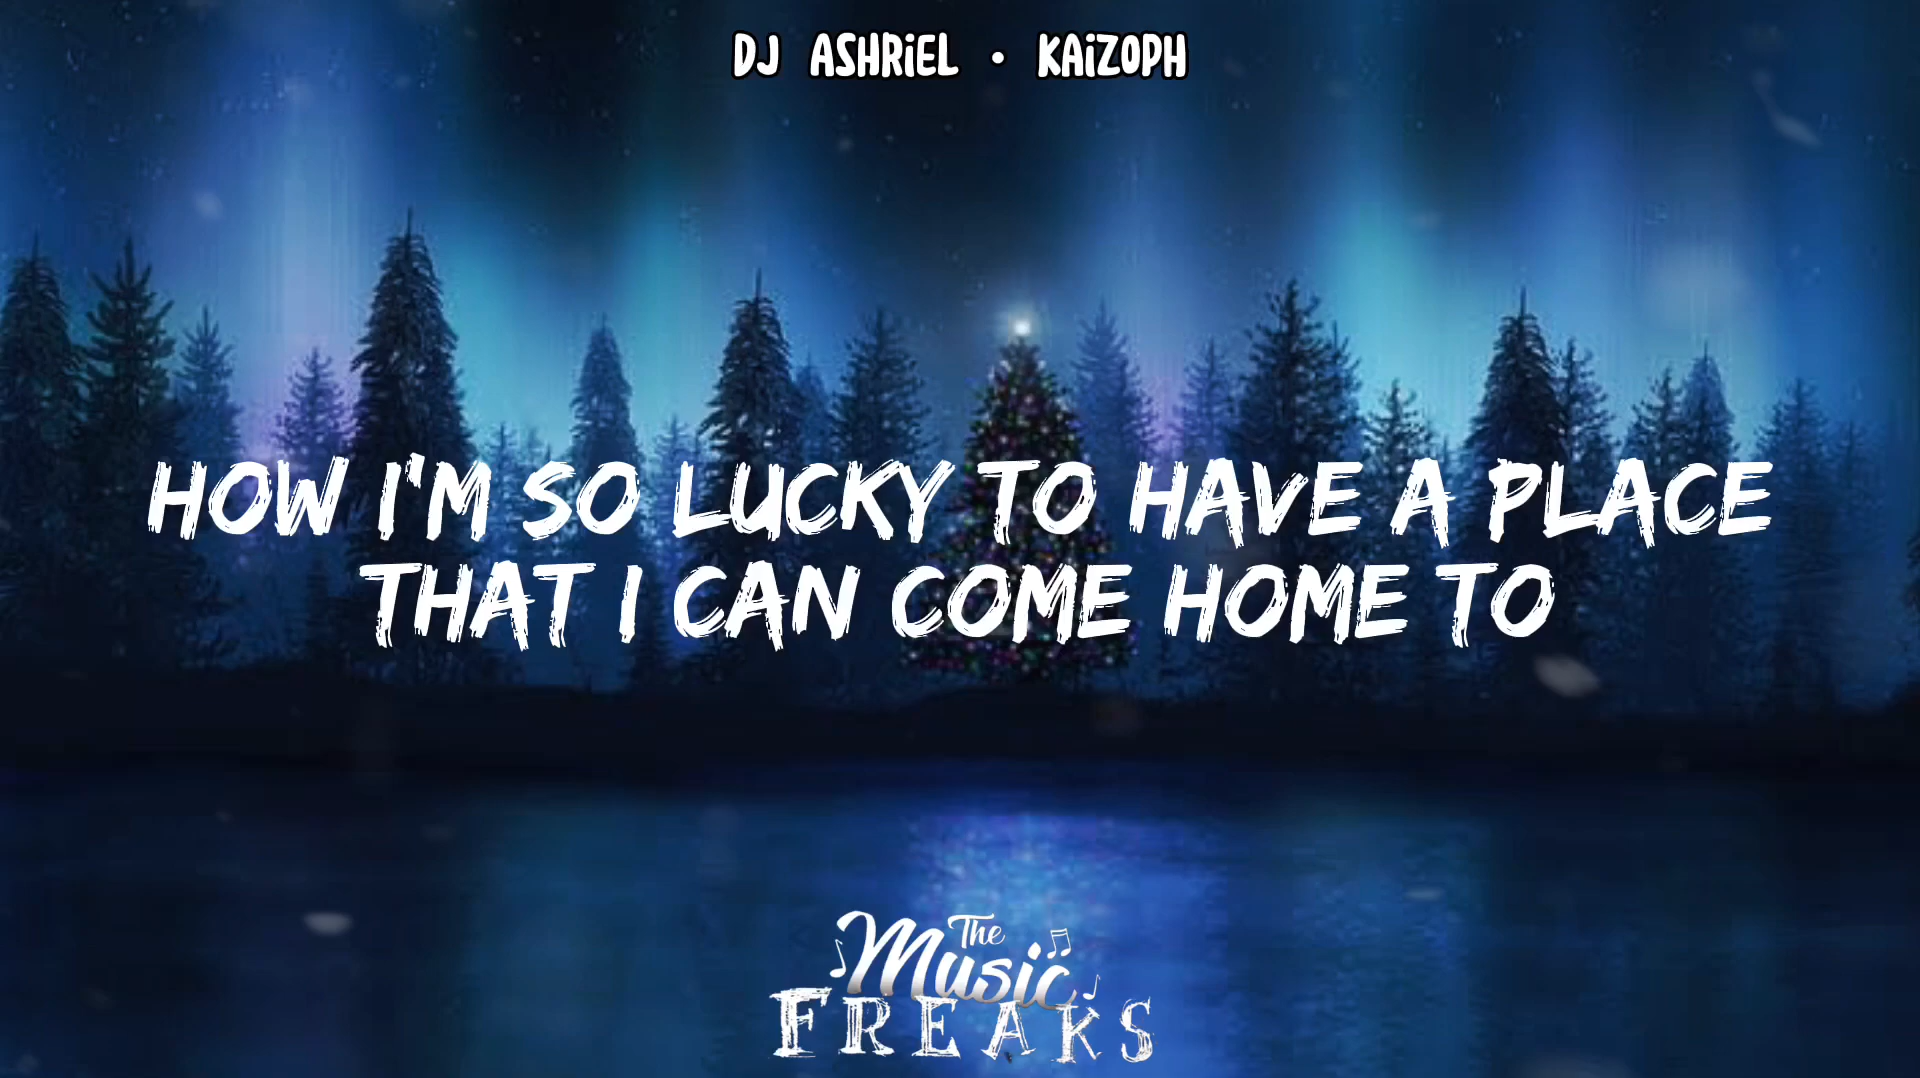 DJ ASHRiEL • KAiZOPH
HOW I'M SO LUCKY TO HAVE A PLACE
THAT I CAN COME HOME TO
The
Music
FREAKS